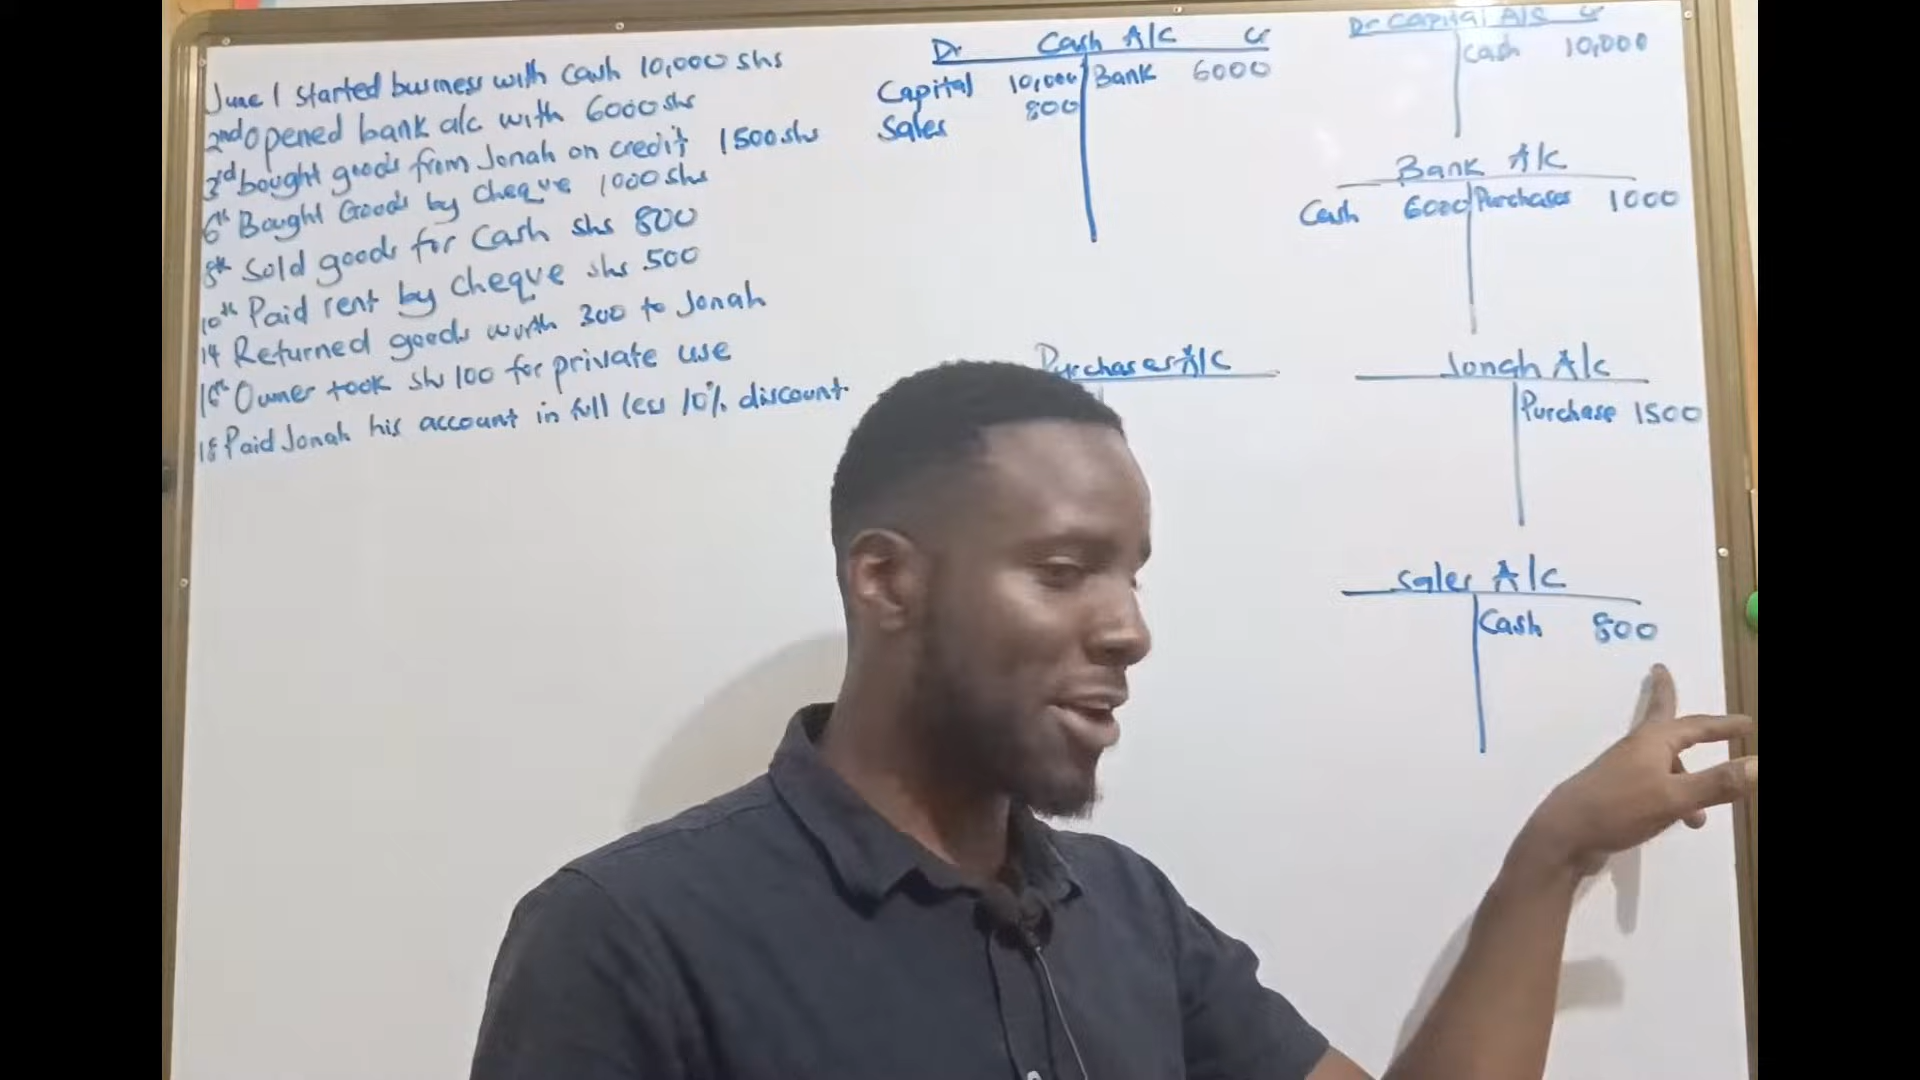 June 1 started business with cash 10,000 shs
2nd Opened bank a/c with 6000 shs
3rd bought goods from Jonah on credit 1500 shs
6th Bought Goods by cheque 1000 shs
8th Sold goods for Cash shs 800
10th Paid rent by cheque shs 500
14 Returned goods worth 300 to Jonah
16th Owner took shs 100 for private use
18 Paid Jonah his account in full less 10% discount.
Dr Cash A/C Cr
Capital 10,000 Bank 6000
Sales 800
Dr Capital A/C Cr
Cash 10,000
Bank A/C
Cash 6000 Purchases 1000
Purchases A/C
Jonah A/C
Purchase 1500
Sales A/C
Cash 800